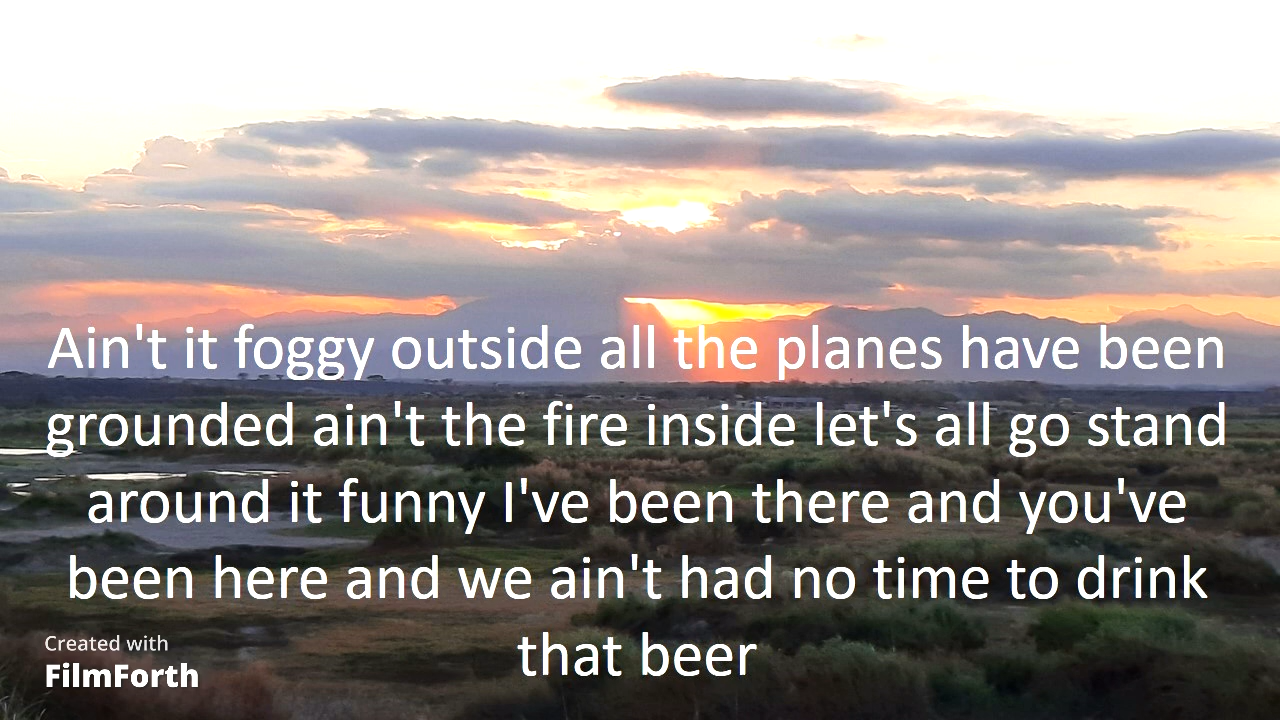 Ain't it foggy outside all the planes have been
grounded ain't the fire inside let's all go stand
around it funny I've been there and you've
been here and we ain't had no time to drink
that beer
Created with
FilmForth